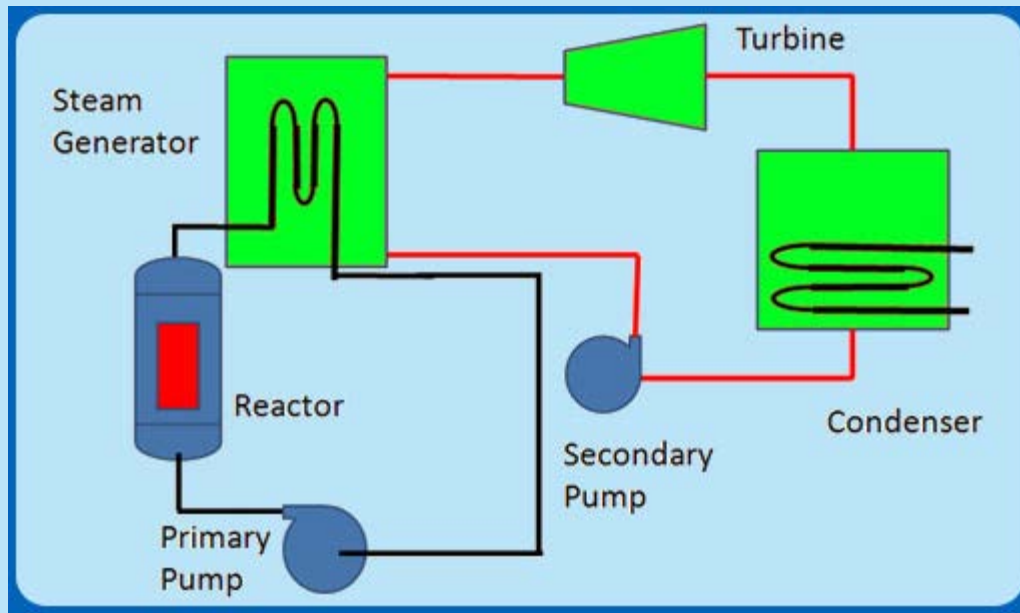 Turbine
Steam
Generator
Reactor
Condenser
Secondary
Pump
Primary
Pump